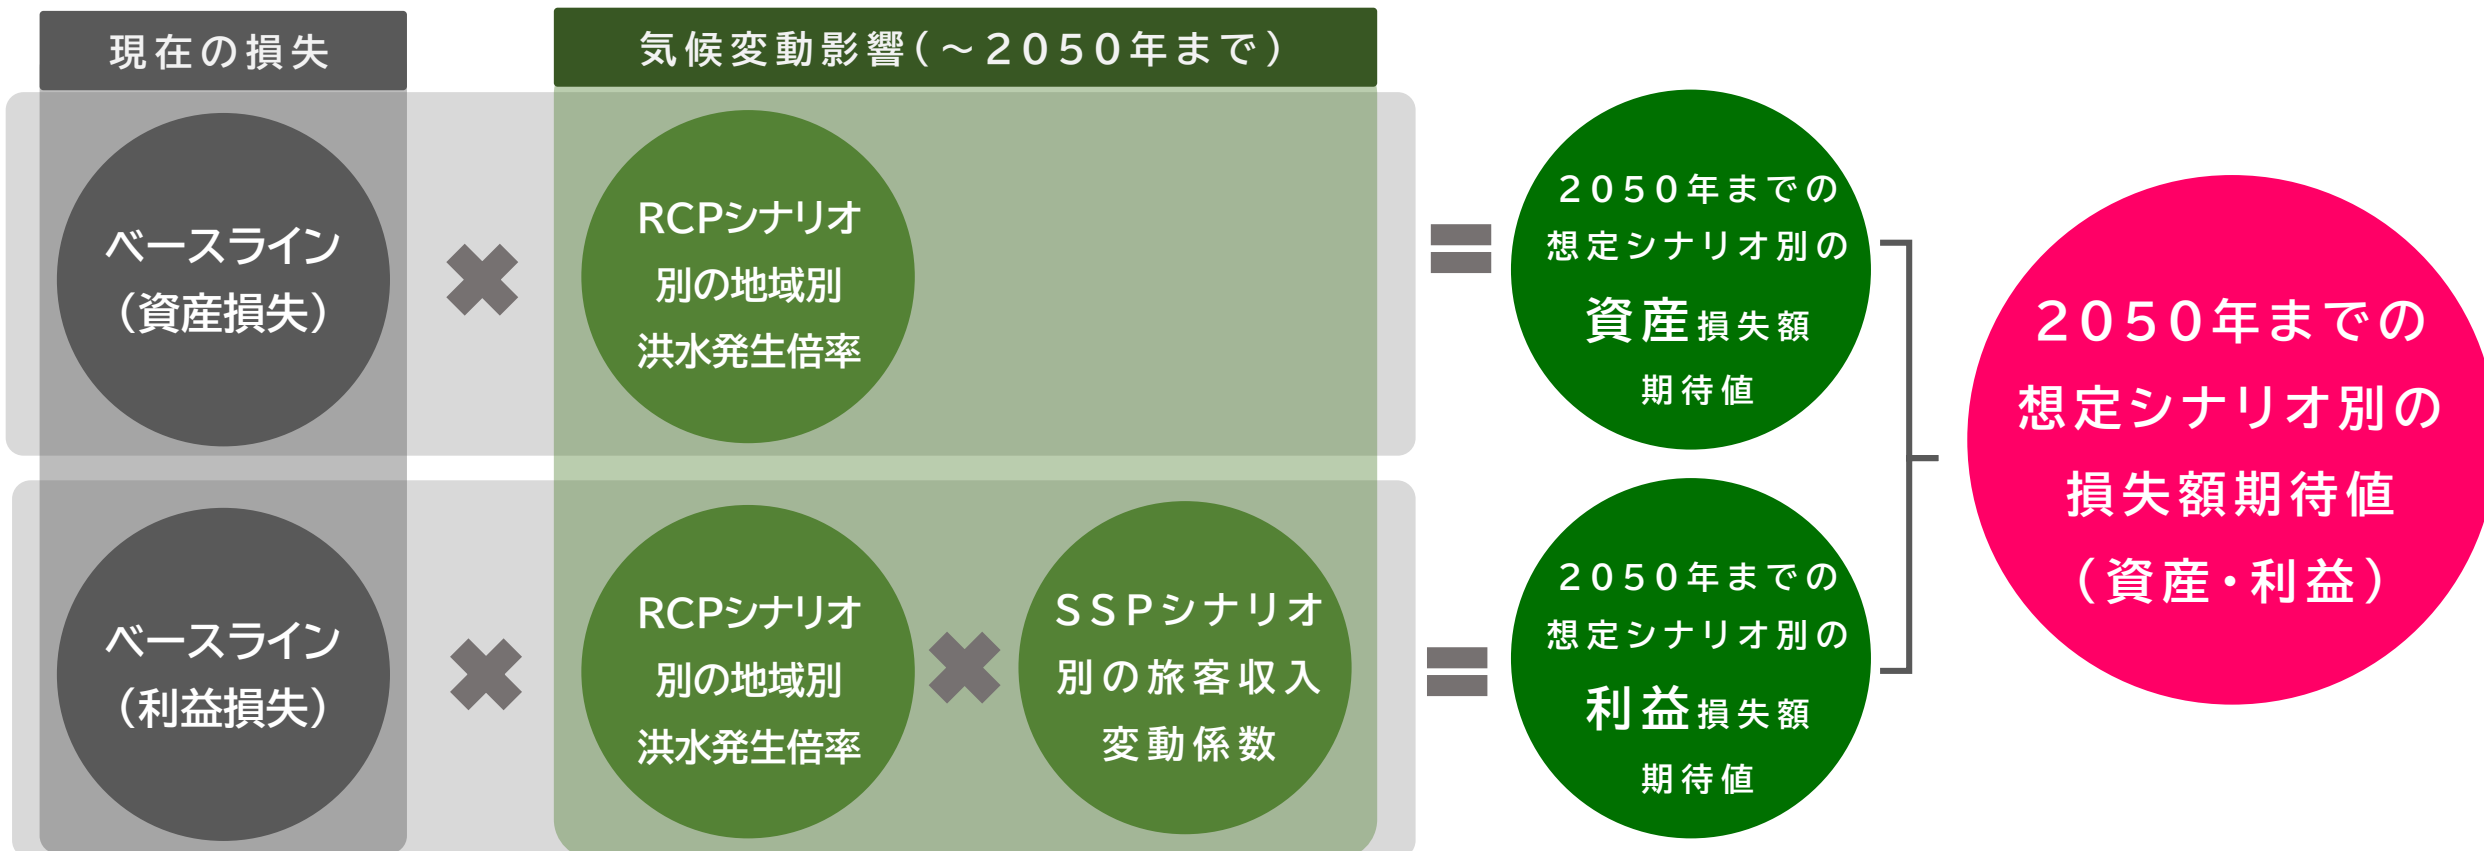 現在の損失
気候変動影響(～2050年まで)
ベースライン
(資産損失)
RCPシナリオ
別の地域別
洪水発生倍率
2050年までの
想定シナリオ別の
資産損失額
期待値
ベースライン
(利益損失)
RCPシナリオ
別の地域別
洪水発生倍率
SSPシナリオ
別の旅客収入
変動係数
2050年までの
想定シナリオ別の
利益損失額
期待値
2050年までの
想定シナリオ別の
損失額期待値
(資産・利益)